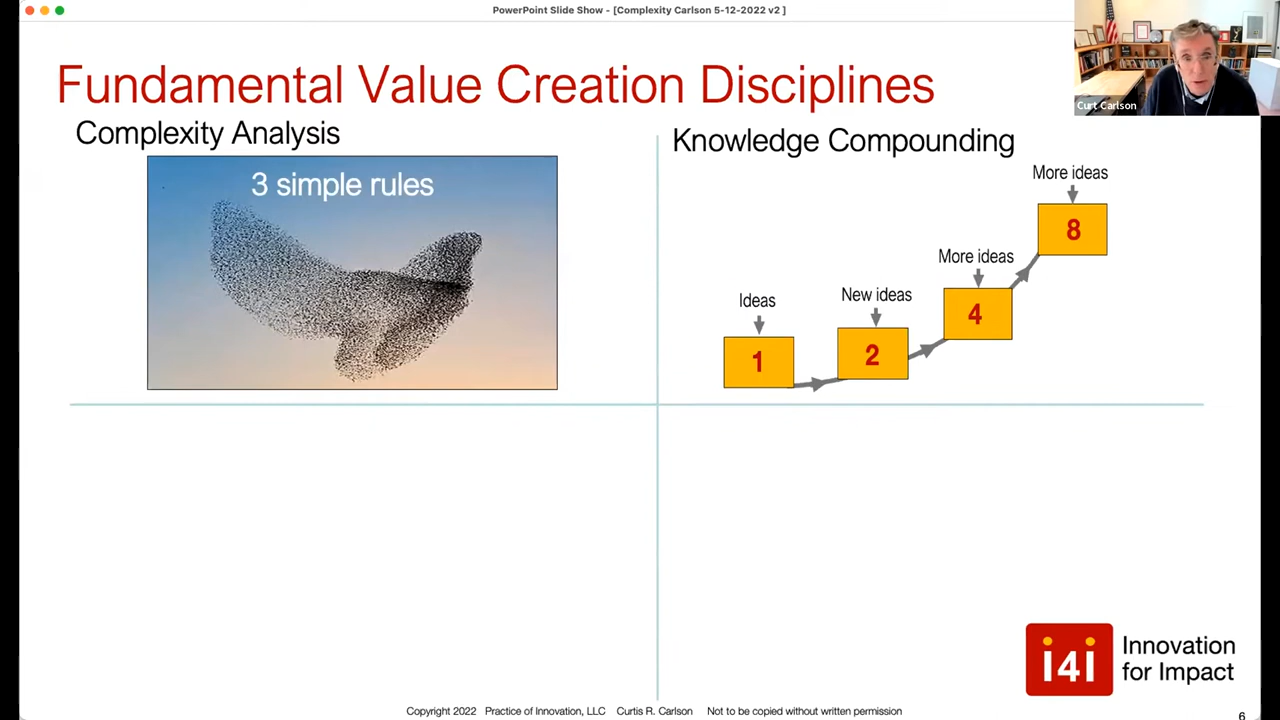 PowerPoint Slide Show - [Complexity Carlson 5-12-2022 v2 ]
Curt Carlson
Fundamental Value Creation Disciplines
Complexity Analysis
3 simple rules
Knowledge Compounding
More ideas
8
More ideas
4
New ideas
2
Ideas
1
i4i
Innovation
for Impact
Copyright 2022 Practice of Innovation, LLC Curtis R. Carlson Not to be copied without written permission
6